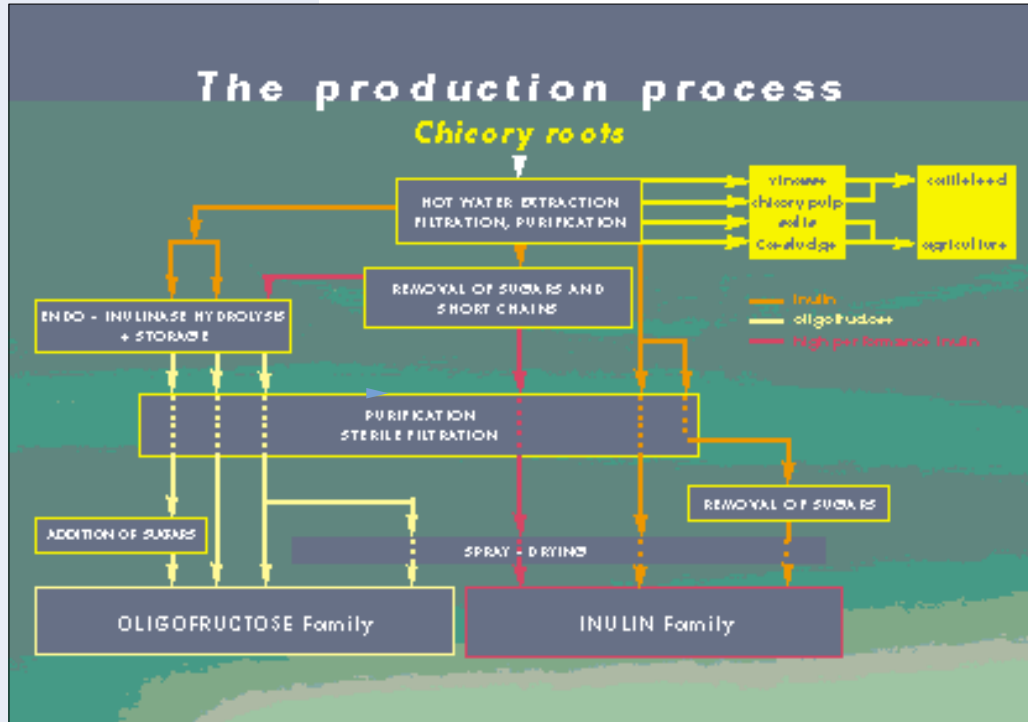 The production process
Chicory roots
HOT WATER EXTRACTION
FILTRATION, PURIFICATION
vinasse
chicory pulp
salts
Ca-sludge
cattlefeed
agriculture
REMOVAL OF SUGARS AND
SHORT CHAINS
ENDO - INULINASE HYDROLYSIS
+ STORAGE
inulin
oligofructose
high performance inulin
PURIFICATION
STERILE FILTRATION
REMOVAL OF SUGARS
ADDITION OF SUGARS
SPRAY - DRYING
OLIGOFRUCTOSE Family
INULIN Family